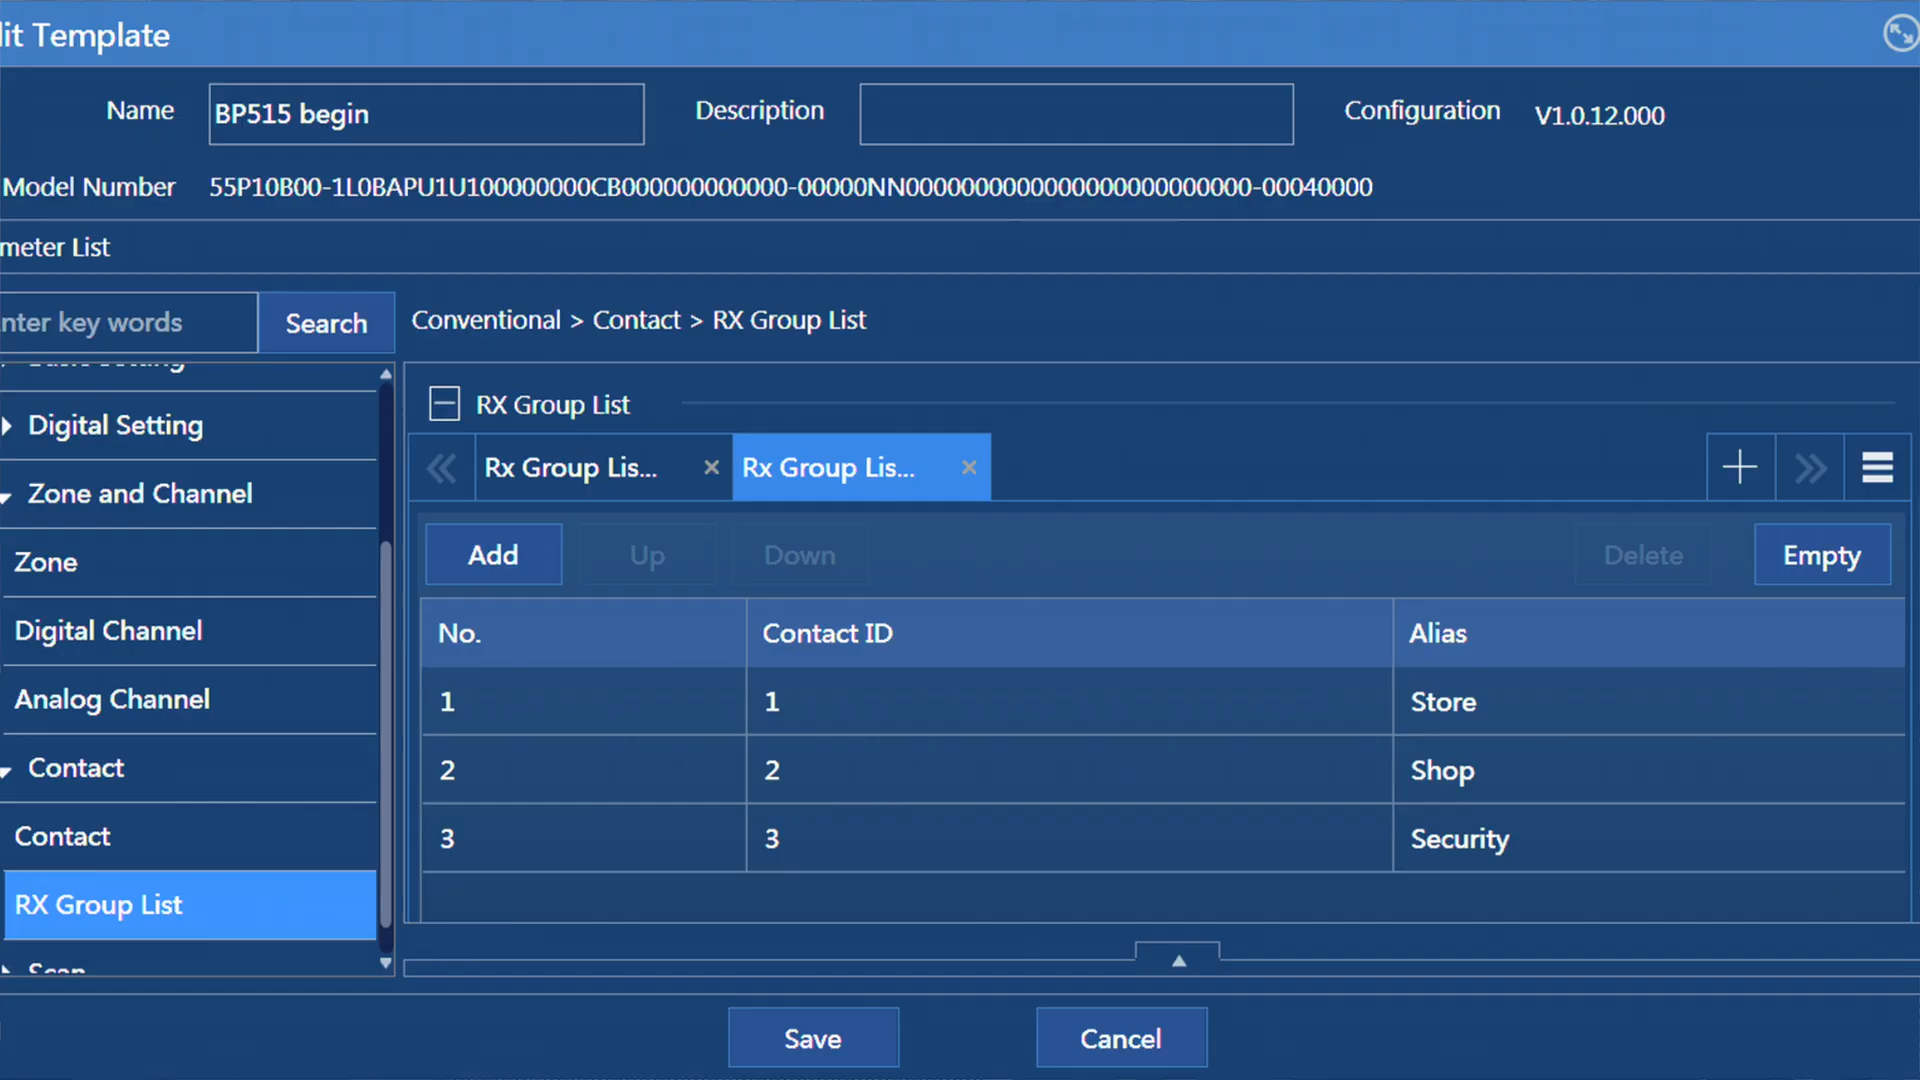 it Template
Name BP515 begin Description Configuration V1.0.12.000
Model Number 55P10B00-1L0BAPU1U100000000CB000000000000-00000NN0000000000000000000000-00040000
meter List
nter key words Search Conventional > Contact > RX Group List
Digital Setting
Zone and Channel
Zone
Digital Channel
Analog Channel
Contact
Contact
RX Group List
Scan
RX Group List
Rx Group Lis... Rx Group Lis...
Add Up Down Delete Empty
No. Contact ID Alias
1 1 Store
2 2 Shop
3 3 Security
Save Cancel